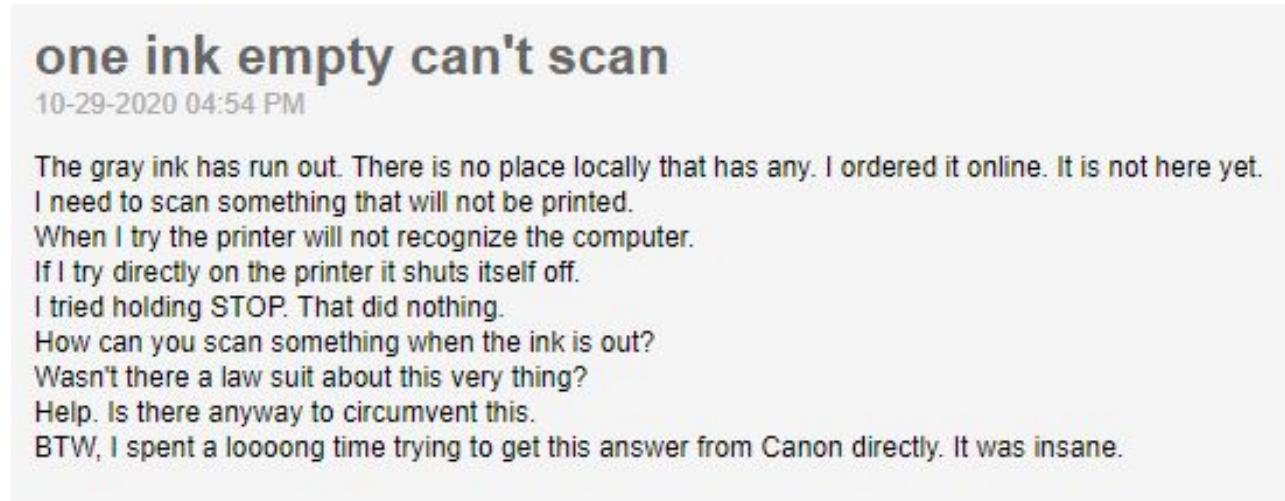 one ink empty can't scan
10-29-2020 04:54 PM
The gray ink has run out. There is no place locally that has any. I ordered it online. It is not here yet.
I need to scan something that will not be printed.
When I try the printer will not recognize the computer.
If I try directly on the printer it shuts itself off.
I tried holding STOP. That did nothing.
How can you scan something when the ink is out?
Wasn't there a law suit about this very thing?
Help. Is there anyway to circumvent this.
BTW, I spent a loooong time trying to get this answer from Canon directly. It was insane.